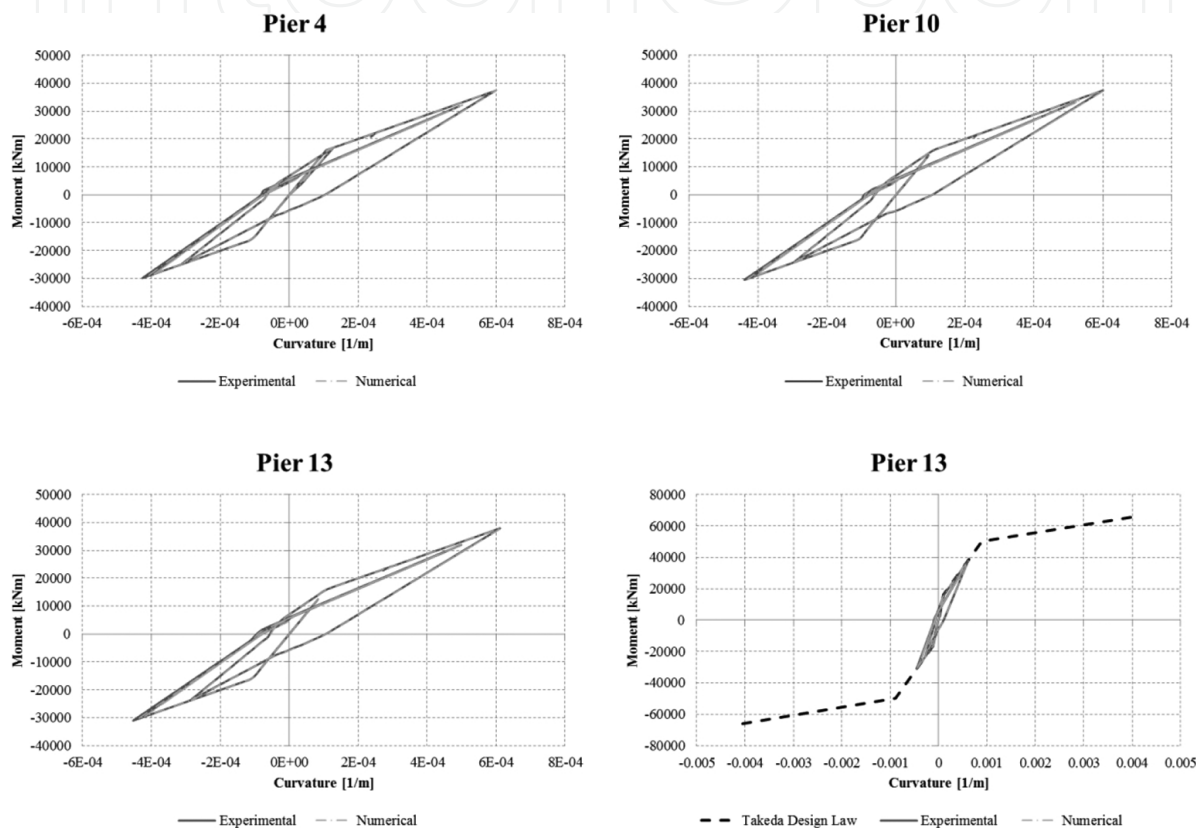 Pier 4
50000
40000
30000
20000
10000
0
-10000
-20000
-30000
-40000
Moment [kNm]
-6E-04 -4E-04 -2E-04 0E+00 2E-04 4E-04 6E-04 8E-04
Curvature [1/m]
Experimental Numerical
Pier 10
50000
40000
30000
20000
10000
0
-10000
-20000
-30000
-40000
Moment [kNm]
-6E-04 -4E-04 -2E-04 0E+00 2E-04 4E-04 6E-04 8E-04
Curvature [1/m]
Experimental Numerical
Pier 13
50000
40000
30000
20000
10000
0
-10000
-20000
-30000
-40000
Moment [kNm]
-6E-04 -4E-04 -2E-04 0E+00 2E-04 4E-04 6E-04 8E-04
Curvature [1/m]
Experimental Numerical
Pier 13
80000
60000
40000
20000
0
-20000
-40000
-60000
-80000
Moment [kNm]
-0.005 -0.004 -0.003 -0.002 -0.001 0 0.001 0.002 0.003 0.004 0.005
Curvature [1/m]
Takeda Design Law Experimental Numerical